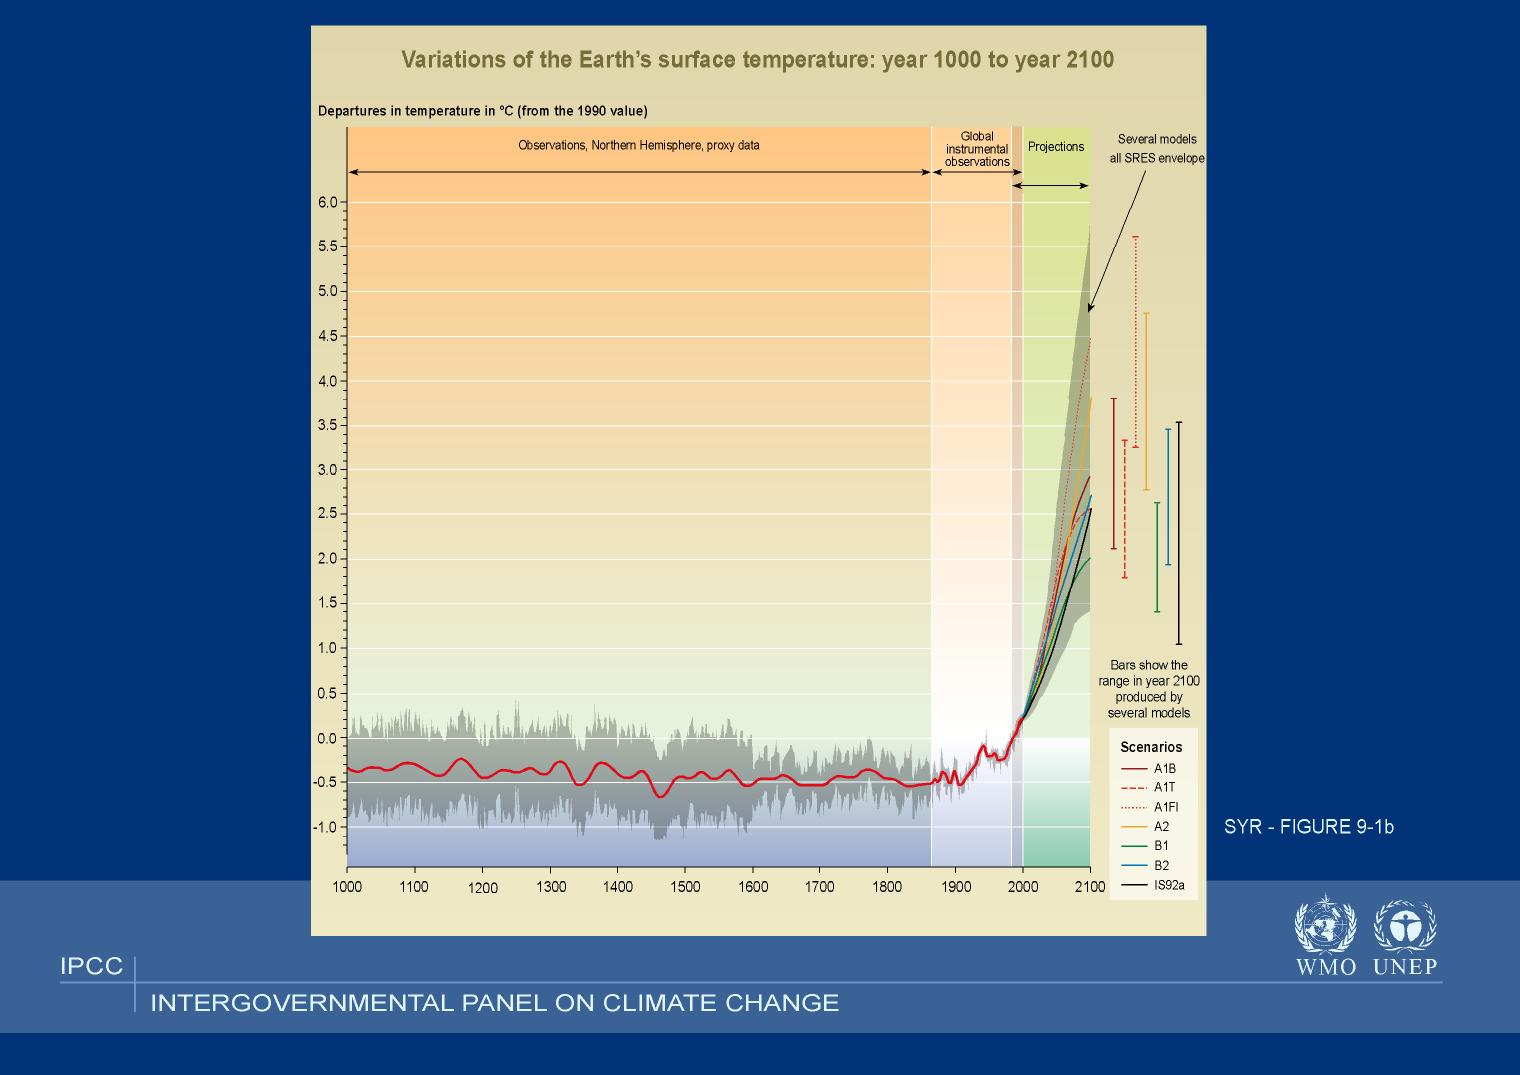 Variations of the Earth’s surface temperature: year 1000 to year 2100
Departures in temperature in °C (from the 1990 value)
Observations, Northern Hemisphere, proxy data
Global
instrumental
observations
Projections
Several models
all SRES envelope
6.0
5.5
5.0
4.5
4.0
3.5
3.0
2.5
2.0
1.5
1.0
0.5
0.0
-0.5
-1.0
1000 1100 1200 1300 1400 1500 1600 1700 1800 1900 2000 2100
Bars show the
range in year 2100
produced by
several models
Scenarios
A1B
A1T
A1FI
A2
B1
B2
IS92a
SYR - FIGURE 9-1b
WMO UNEP
IPCC
INTERGOVERNMENTAL PANEL ON CLIMATE CHANGE